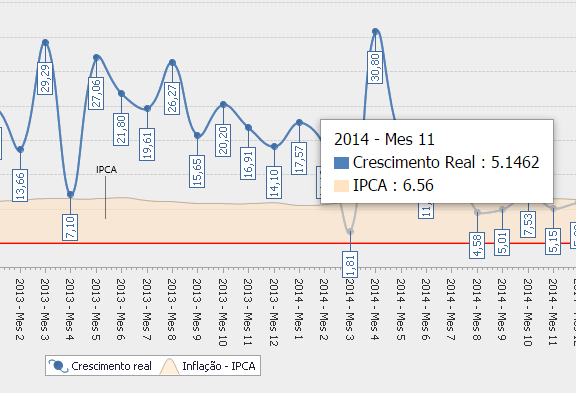 29,29
30,80
27,06
26,27
21,80
19,61
20,20
17,57
16,91
15,65
14,10
13,66
7,10
1,81
4,58
5,01
7,53
5,15
IPCA
2014 - Mes 11
Crescimento Real : 5.1462
IPCA : 6.56
2013 - Mes 2
2013 - Mes 3
2013 - Mes 4
2013 - Mes 5
2013 - Mes 6
2013 - Mes 7
2013 - Mes 8
2013 - Mes 9
2013 - Mes 10
2013 - Mes 11
2013 - Mes 12
2014 - Mes 1
2014 - Mes 2
2014 - Mes 3
2014 - Mes 4
2014 - Mes 5
2014 - Mes 6
2014 - Mes 7
2014 - Mes 8
2014 - Mes 9
2014 - Mes 10
2014 - Mes 11
2014 - Mes 12
Crescimento real
Inflação - IPCA